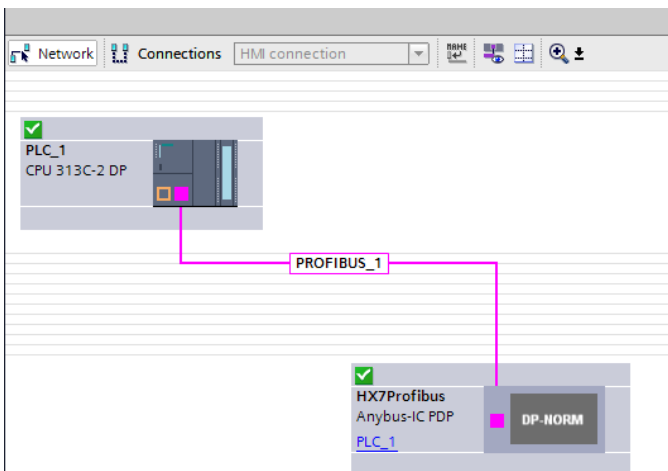 Network Connections HMI connection
PLC_1
CPU 313C-2 DP
PROFIBUS_1
HX7Profibus
Anybus-IC PDP
PLC_1
DP-NORM